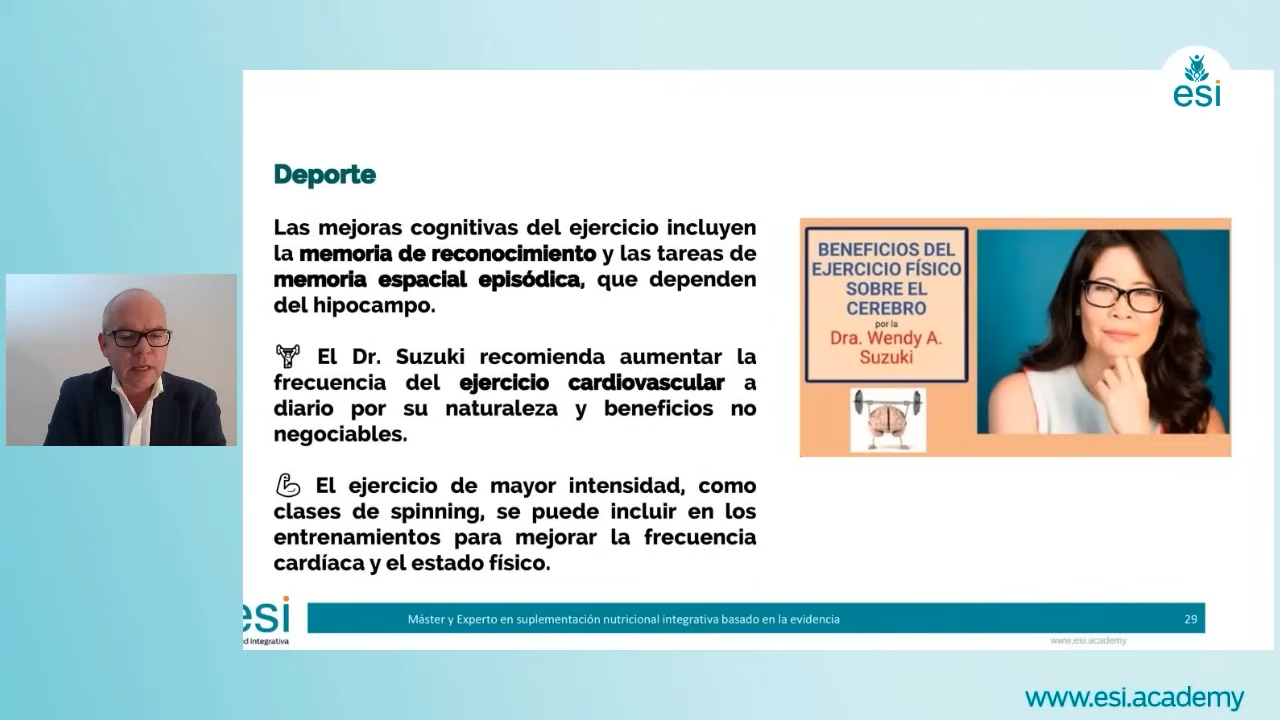 esi
Deporte
Las mejoras cognitivas del ejercicio incluyen
la memoria de reconocimiento y las tareas de
memoria espacial episódica, que dependen
del hipocampo.
El Dr. Suzuki recomienda aumentar la
frecuencia del ejercicio cardiovascular a
diario por su naturaleza y beneficios no
negociables.
El ejercicio de mayor intensidad, como
clases de spinning, se puede incluir en los
entrenamientos para mejorar la frecuencia
cardíaca y el estado físico.
BENEFICIOS DEL
EJERCICIO FÍSICO
SOBRE EL
CEREBRO
por la
Dra. Wendy A.
Suzuki
esi
d Integrativa
Máster y Experto en suplementación nutricional integrativa basado en la evidencia
29
www.esi.academy
www.esi.academy